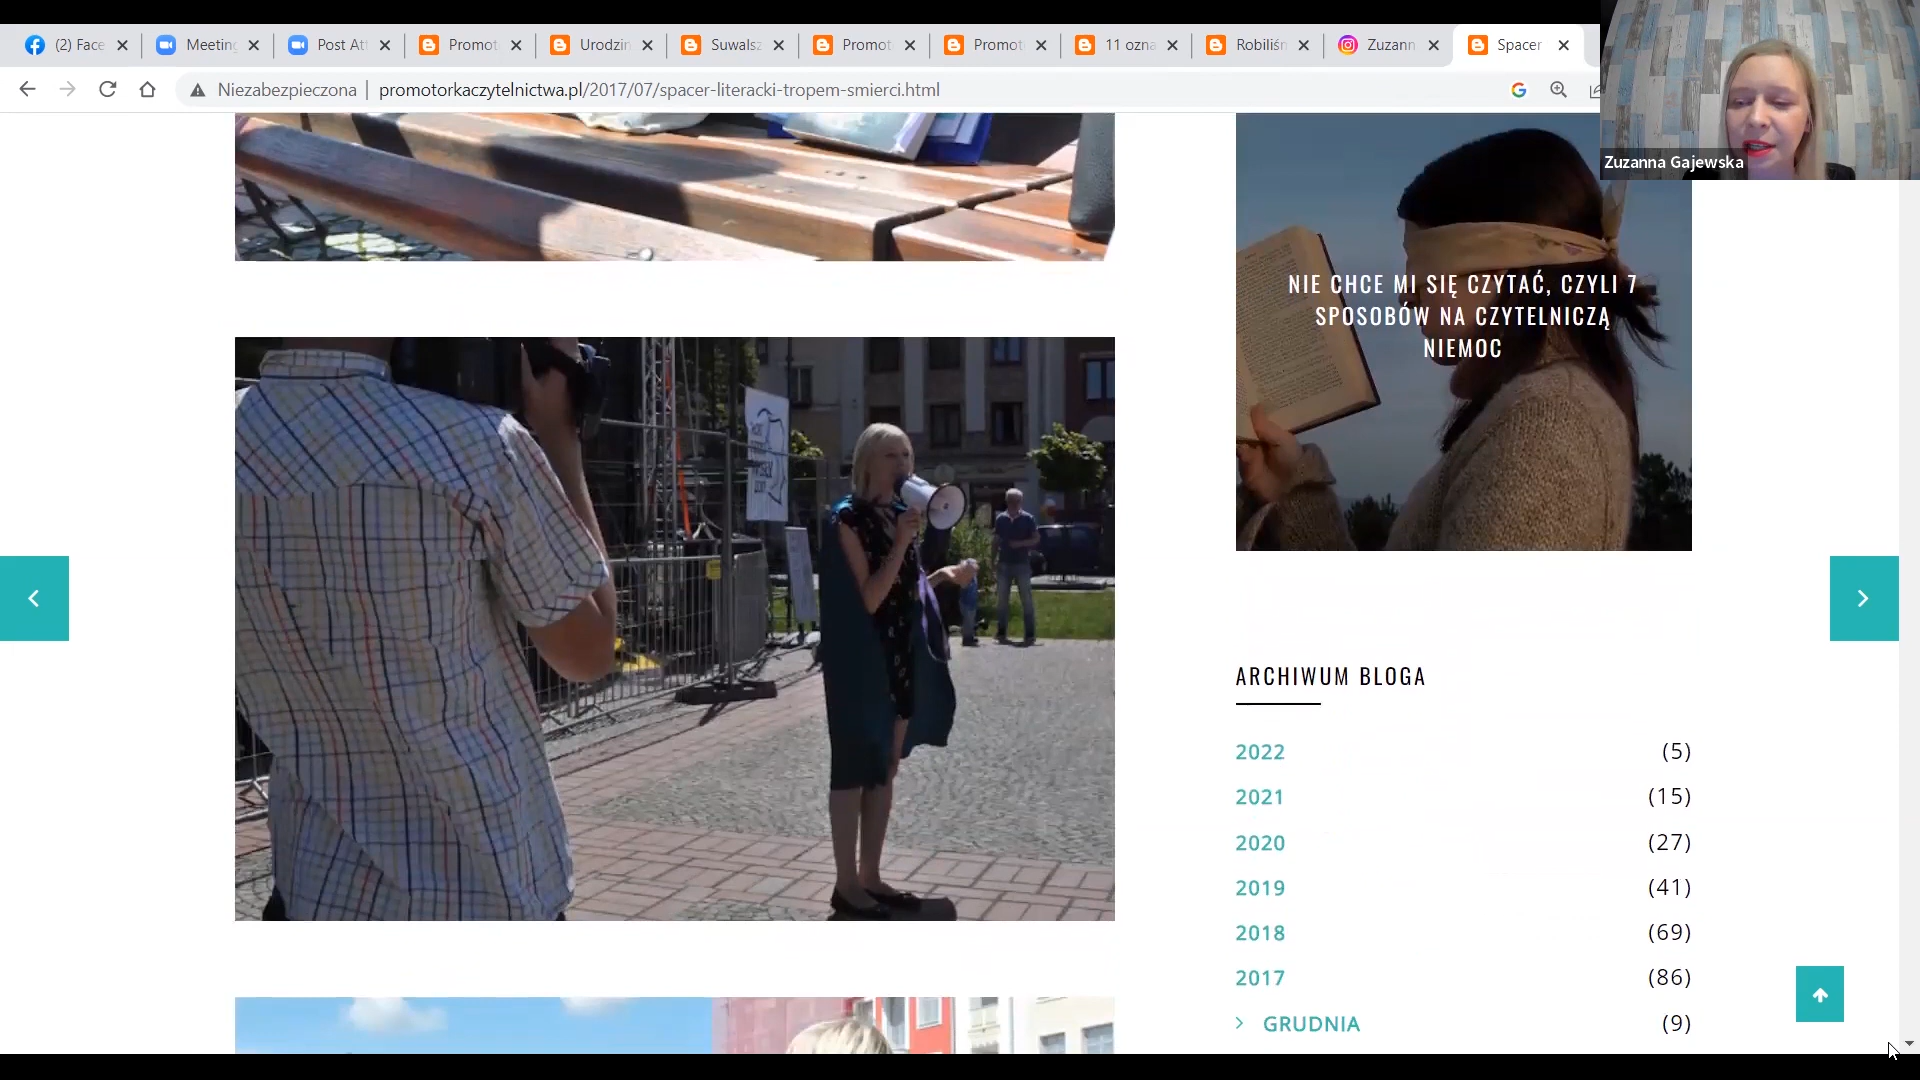 (2) Face
Meeting
Post Att
Promot
Urodzin
Suwalsz
Promot
Promot
11 ozna
Robiliśm
Zuzann
Spacer
Niezabezpieczona
promotorkaczytelnictwa.pl/2017/07/spacer-literacki-tropem-smierci.html
Zuzanna Gajewska
NIE CHCE MI SIĘ CZYTAĆ, CZYLI 7
SPOSOBÓW NA CZYTELNICZĄ
NIEMOC
ARCHIWUM BLOGA
2022 (5)
2021 (15)
2020 (27)
2019 (41)
2018 (69)
2017 (86)
GRUDNIA (9)